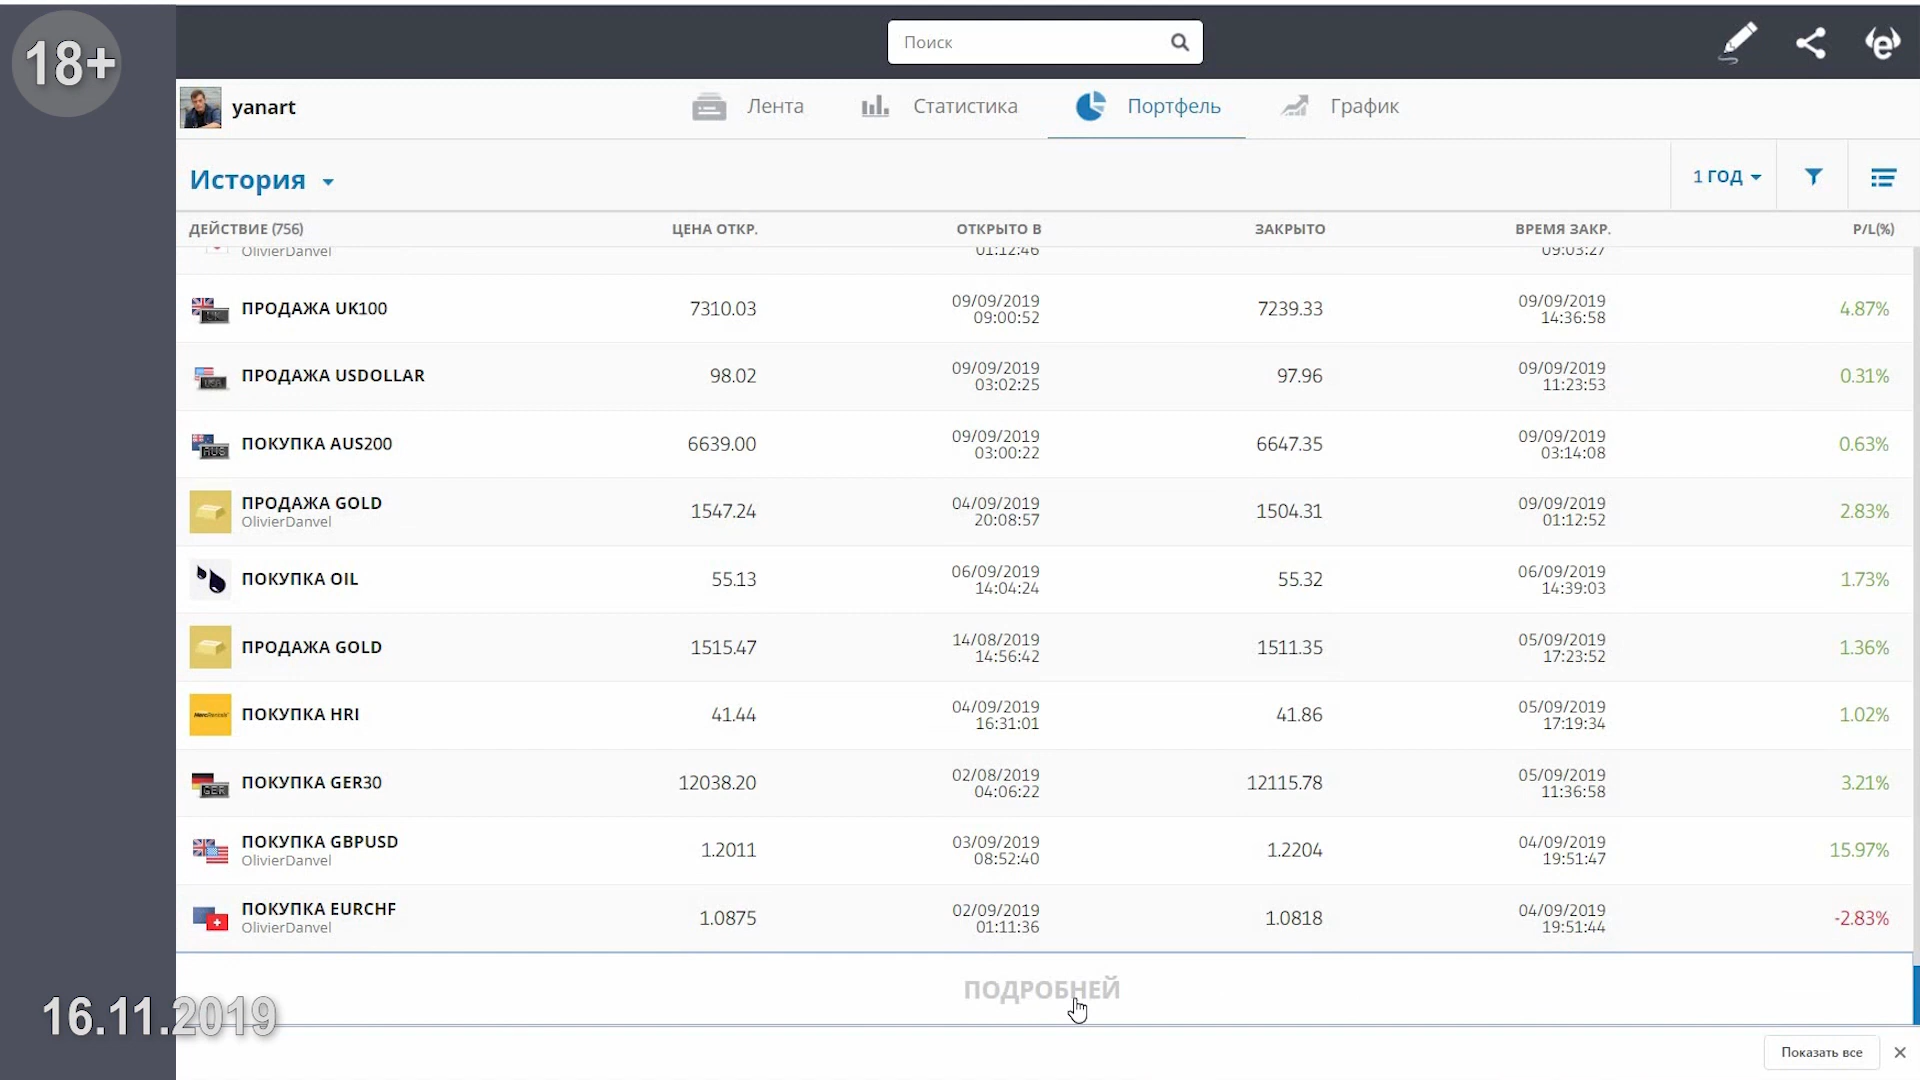 18+
Поиск
yanart
Лента
Статистика
Портфель
График
История
1 ГОД
ДЕЙСТВИЕ (756) ЦЕНА ОТКР. ОТКРЫТО В ЗАКРЫТО ВРЕМЯ ЗАКР. P/L(%)
OlivierDanvel 01:12:46 09:03:27
ПРОДАЖА UK100 7310.03 09/09/2019 09:00:52 7239.33 09/09/2019 14:36:58 4.87%
ПРОДАЖА USDOLLAR 98.02 09/09/2019 03:02:25 97.96 09/09/2019 11:23:53 0.31%
ПОКУПКА AUS200 6639.00 09/09/2019 03:00:22 6647.35 09/09/2019 03:14:08 0.63%
ПРОДАЖА GOLD OlivierDanvel 1547.24 04/09/2019 20:08:57 1504.31 09/09/2019 01:12:52 2.83%
ПОКУПКА OIL 55.13 06/09/2019 14:04:24 55.32 06/09/2019 14:39:03 1.73%
ПРОДАЖА GOLD 1515.47 14/08/2019 14:56:42 1511.35 05/09/2019 17:23:52 1.36%
ПОКУПКА HRI 41.44 04/09/2019 16:31:01 41.86 05/09/2019 17:19:34 1.02%
ПОКУПКА GER30 12038.20 02/08/2019 04:06:22 12115.78 05/09/2019 11:36:58 3.21%
ПОКУПКА GBPUSD OlivierDanvel 1.2011 03/09/2019 08:52:40 1.2204 04/09/2019 19:51:47 15.97%
ПОКУПКА EURCHF OlivierDanvel 1.0875 02/09/2019 01:11:36 1.0818 04/09/2019 19:51:44 -2.83%
ПОДРОБНЕЙ
16.11.2019
Показать все